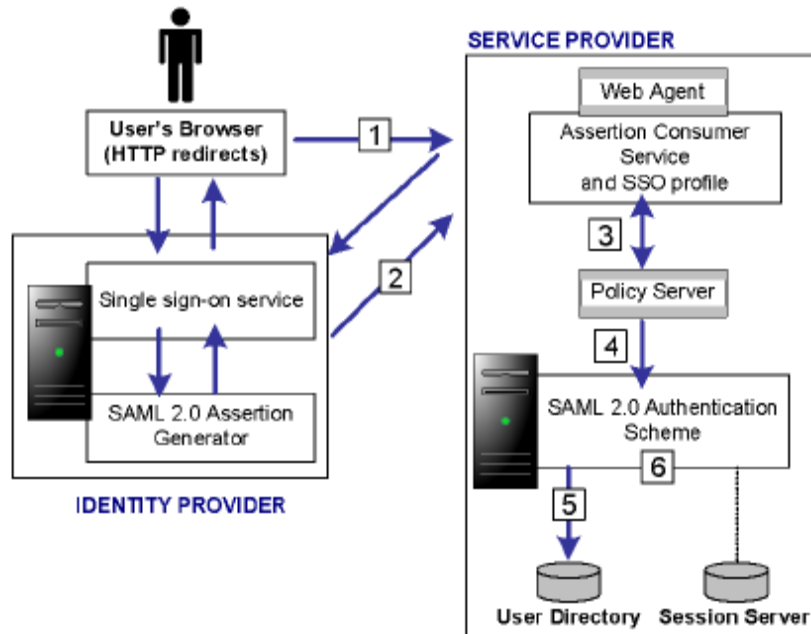 SERVICE PROVIDER
Web Agent
User's Browser
(HTTP redirects)
1
Assertion Consumer
Service
and SSO profile
3
2
Single sign-on service
Policy Server
4
SAML 2.0 Assertion
Generator
SAML 2.0 Authentication
Scheme
6
IDENTITY PROVIDER
5
User Directory
Session Server